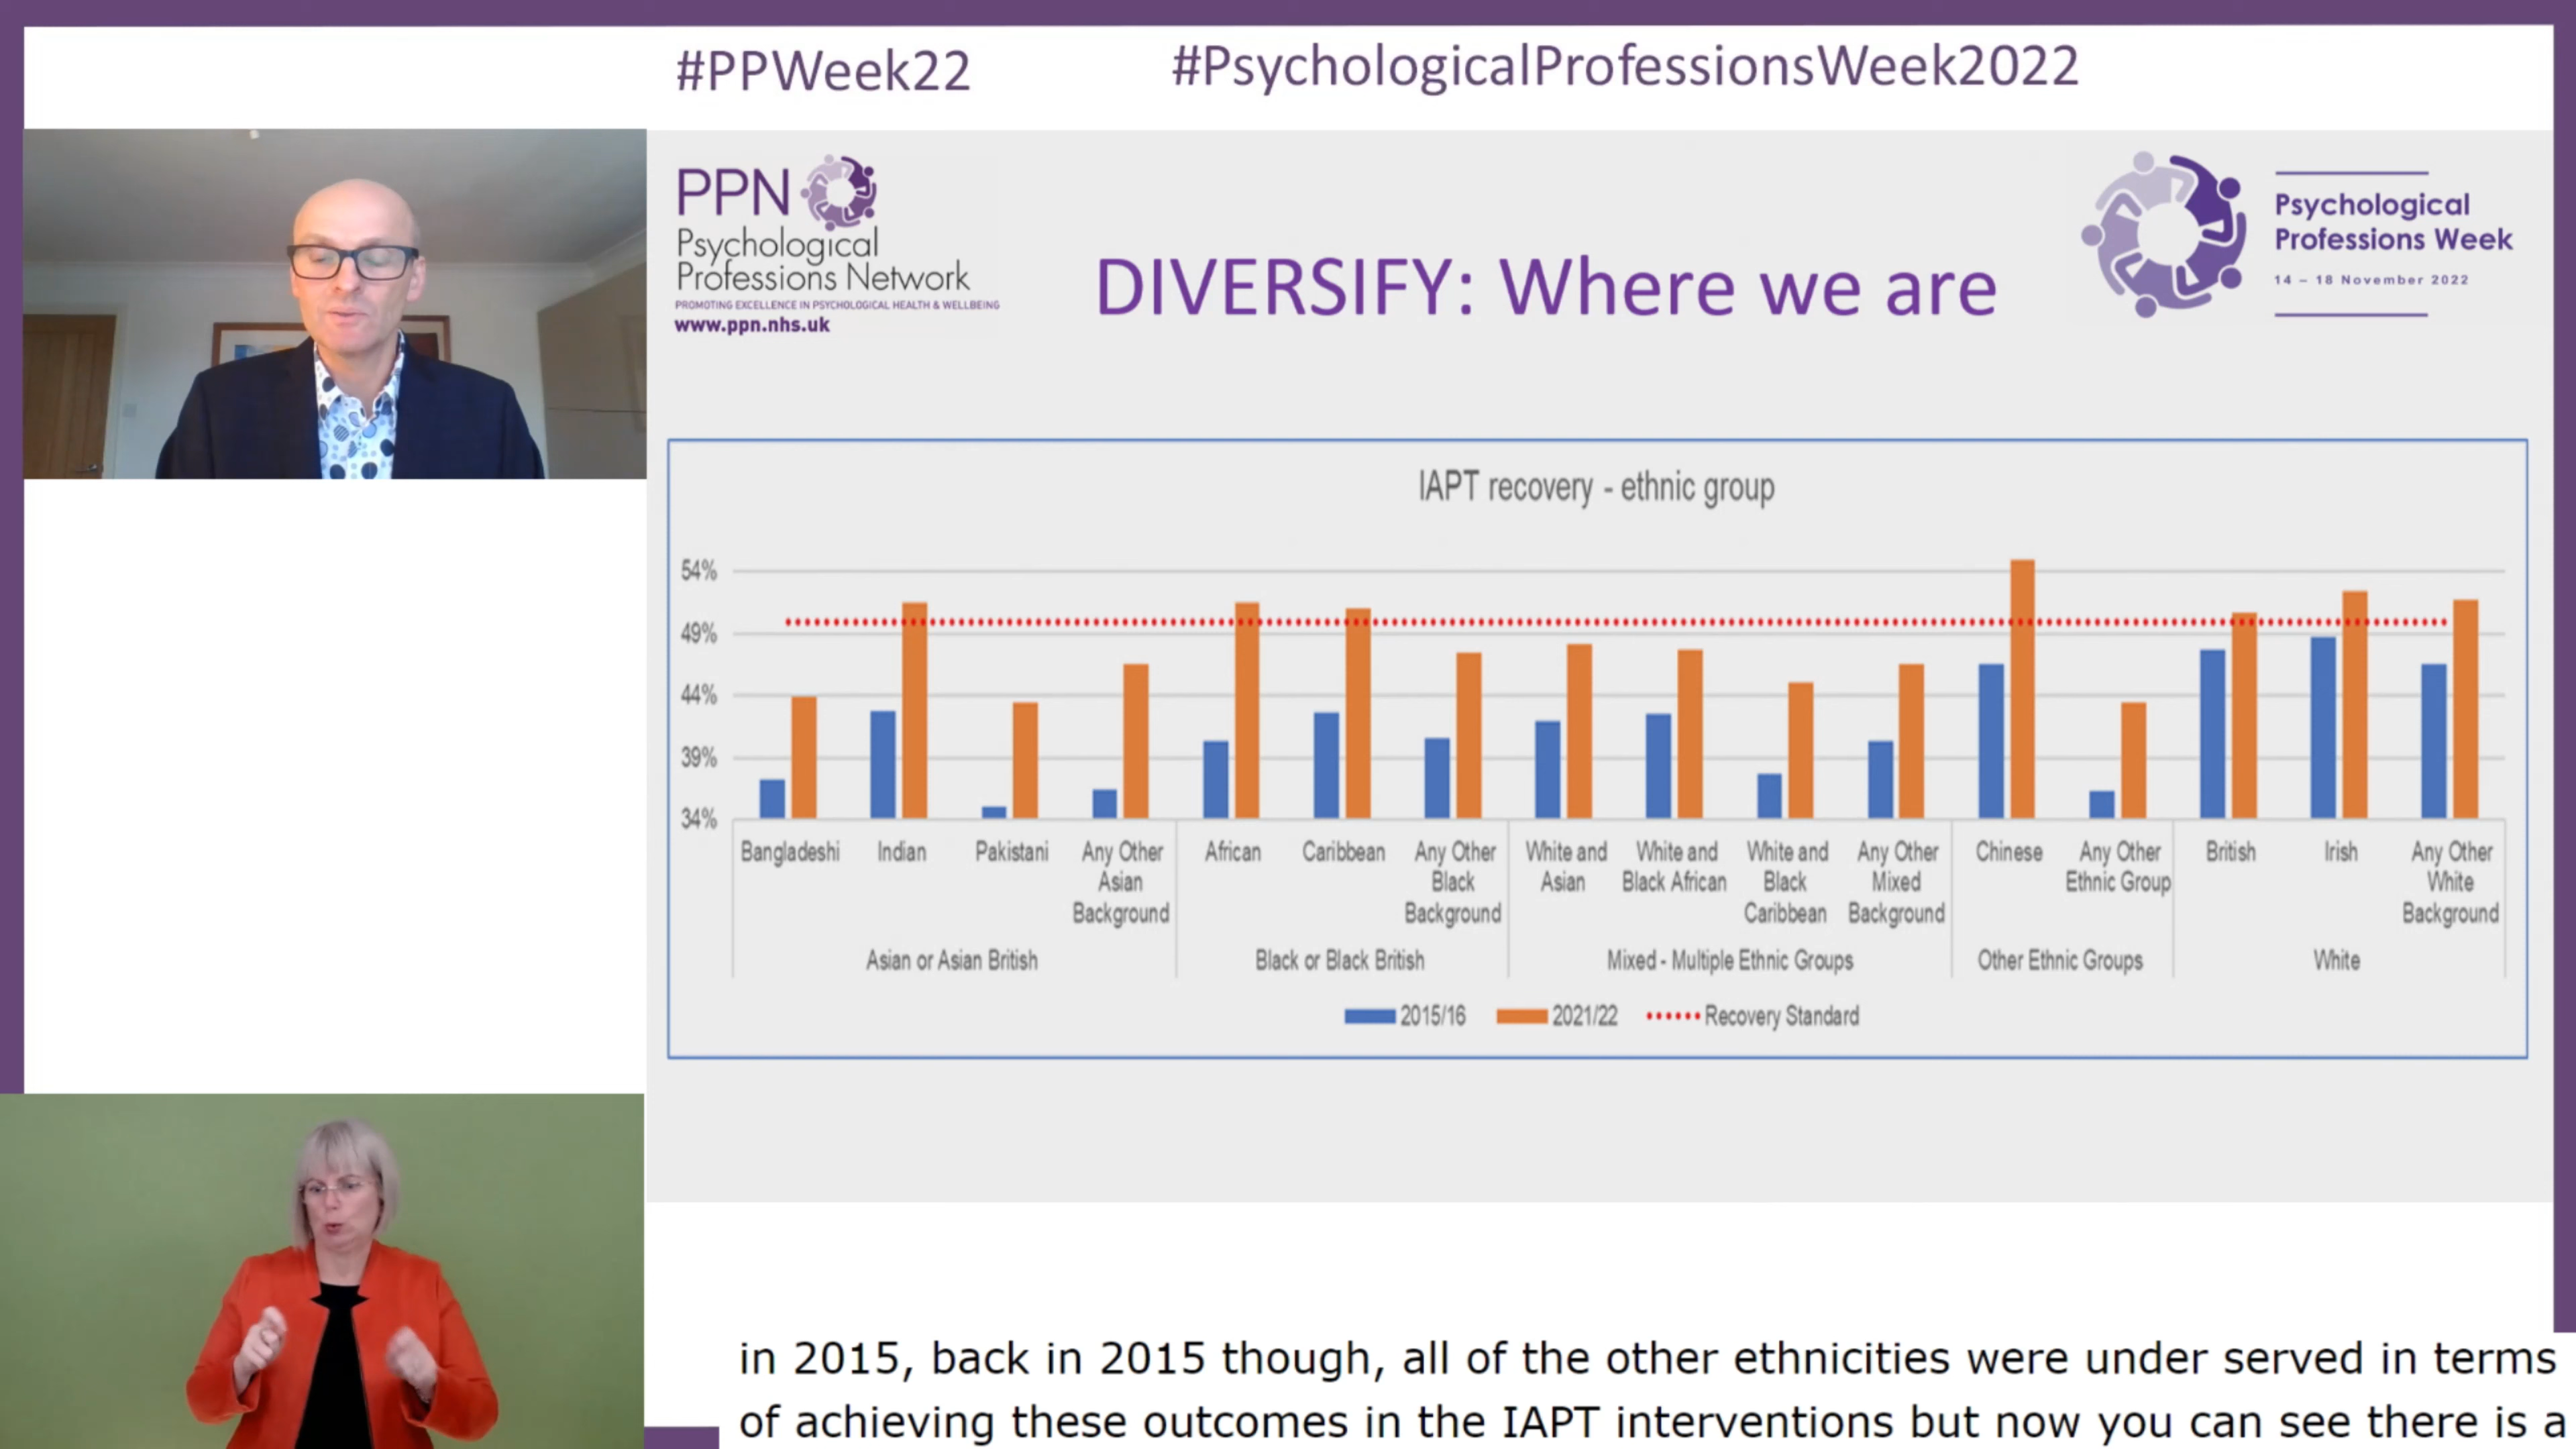 #PPWeek22
#PsychologicalProfessionsWeek2022
PPN
Psychological
Professions Network
PROMOTING EXCELLENCE IN PSYCHOLOGICAL HEALTH & WELLBEING
www.ppn.nhs.uk
DIVERSIFY: Where we are
Psychological
Professions Week
14 – 18 November 2022
IAPT recovery - ethnic group
54%
49%
44%
39%
34%
Bangladeshi
Indian
Pakistani
Any Other
Asian
Background
African
Caribbean
Any Other
Black
Background
White and
Asian
White and
Black African
White and
Black
Caribbean
Any Other
Mixed
Background
Chinese
Any Other
Ethnic Group
British
Irish
Any Other
White
Background
Asian or Asian British
Black or Black British
Mixed - Multiple Ethnic Groups
Other Ethnic Groups
White
2015/16
2021/22
Recovery Standard
in 2015, back in 2015 though, all of the other ethnicities were under served in terms
of achieving these outcomes in the IAPT interventions but now you can see there is a